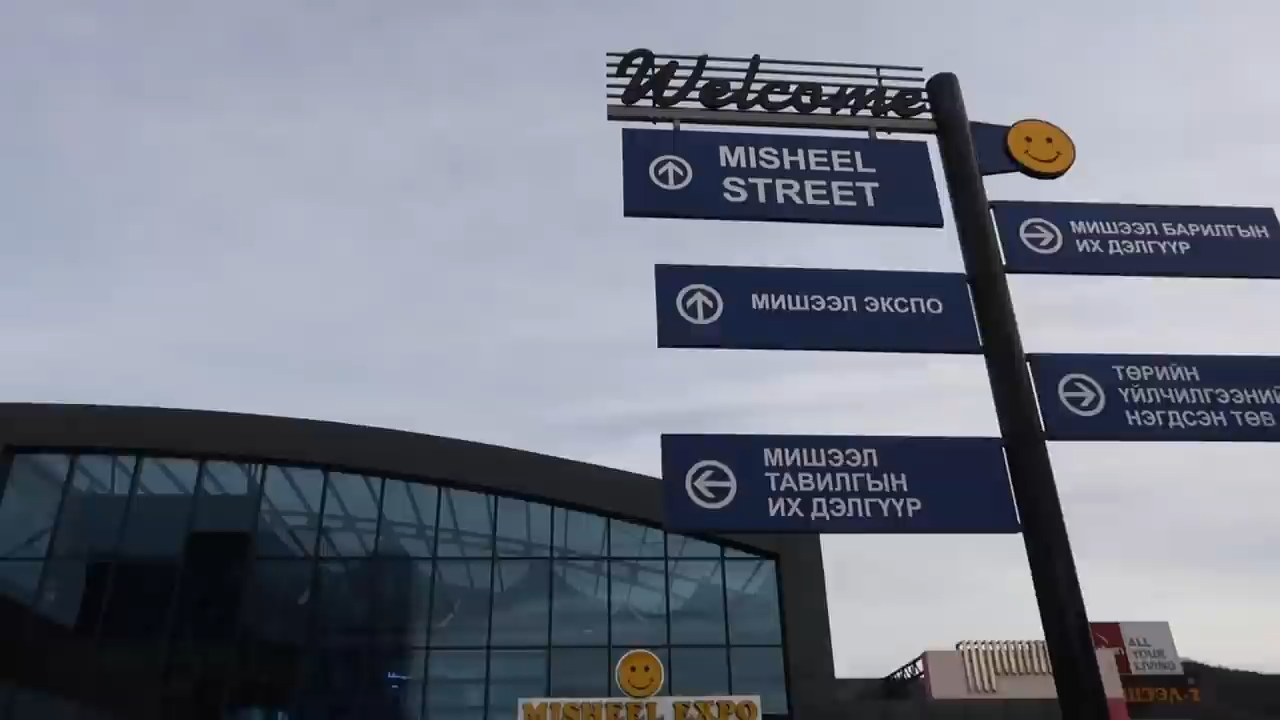 Welcome
MISHEEL
STREET
МИШЭЭЛ БАРИЛГЫН
ИХ ДЭЛГҮҮР
МИШЭЭЛ ЭКСПО
ТӨРИЙН
ҮЙЛЧИЛГЭЭНИЙ
НЭГДСЭН ТӨВ
МИШЭЭЛ
ТАВИЛГЫН
ИХ ДЭЛГҮҮР
ALL
YOUR
LIVING
MISHEEL EXPO